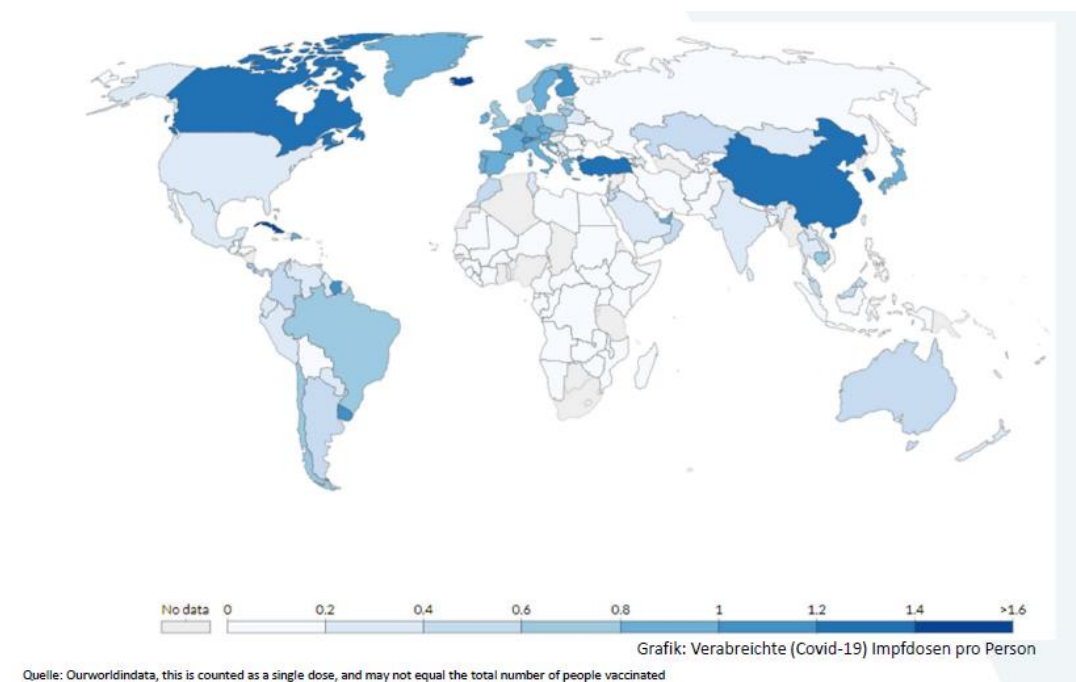 No data 0 0.2 0.4 0.6 0.8 1 1.2 1.4 >1.6
Grafik: Verabreichte (Covid-19) Impfdosen pro Person
Quelle: Ourworldindata, this is counted as a single dose, and may not equal the total number of people vaccinated